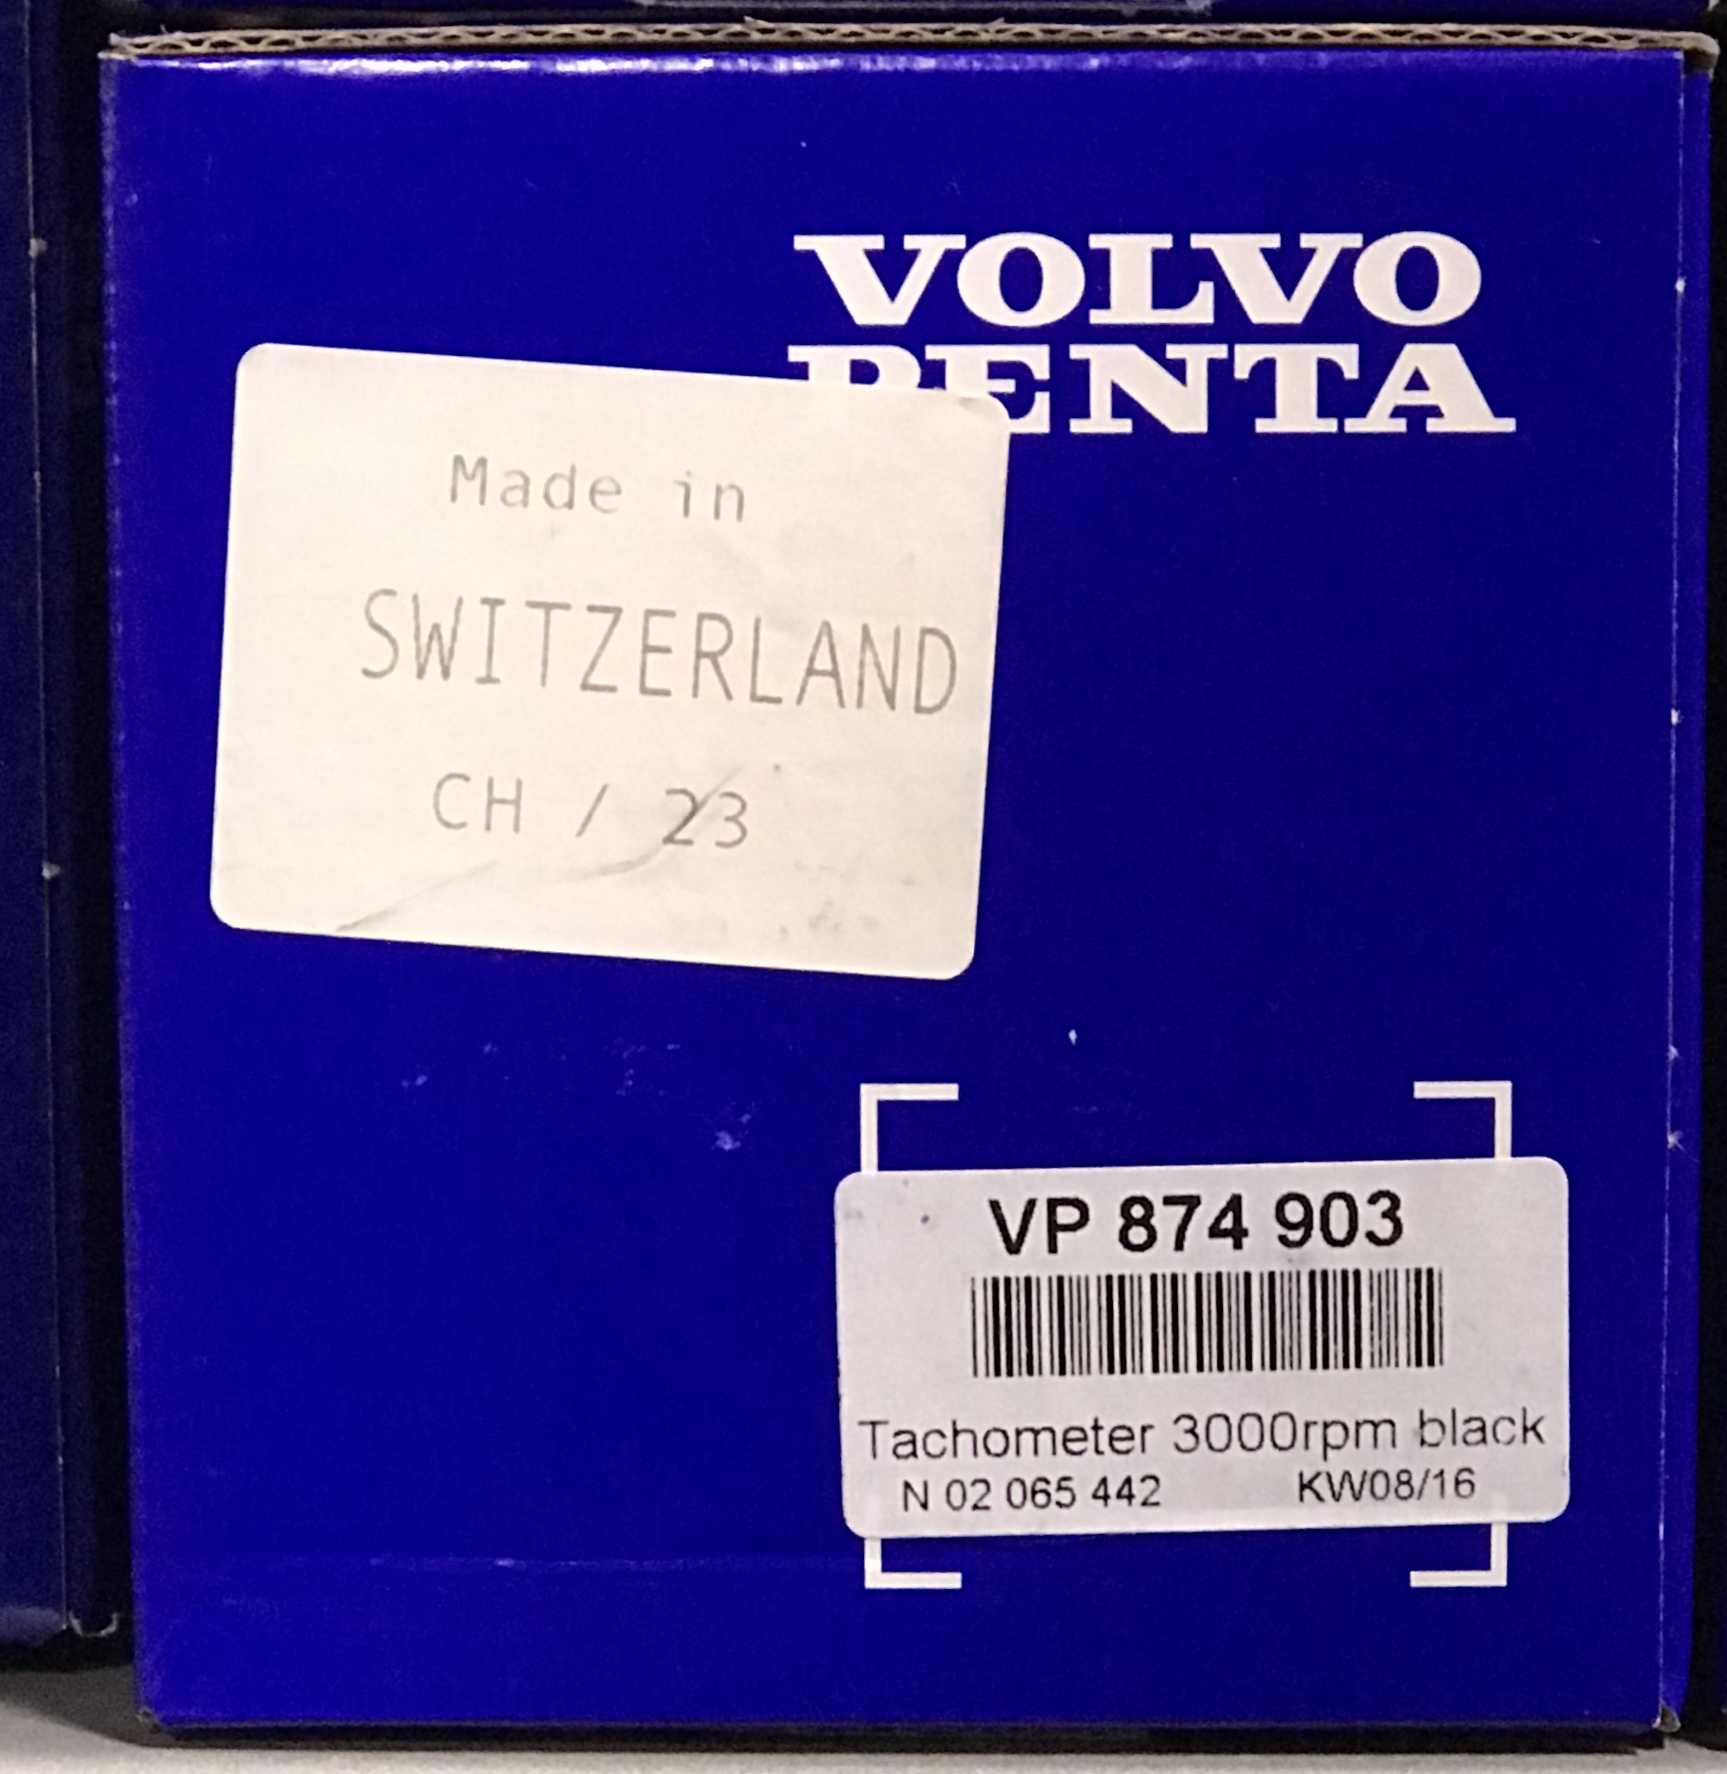 VOLVO
PENTA
Made in
SWITZERLAND
CH / 23
VP 874 903
Tachometer 3000rpm black
N 02 065 442 KW08/16